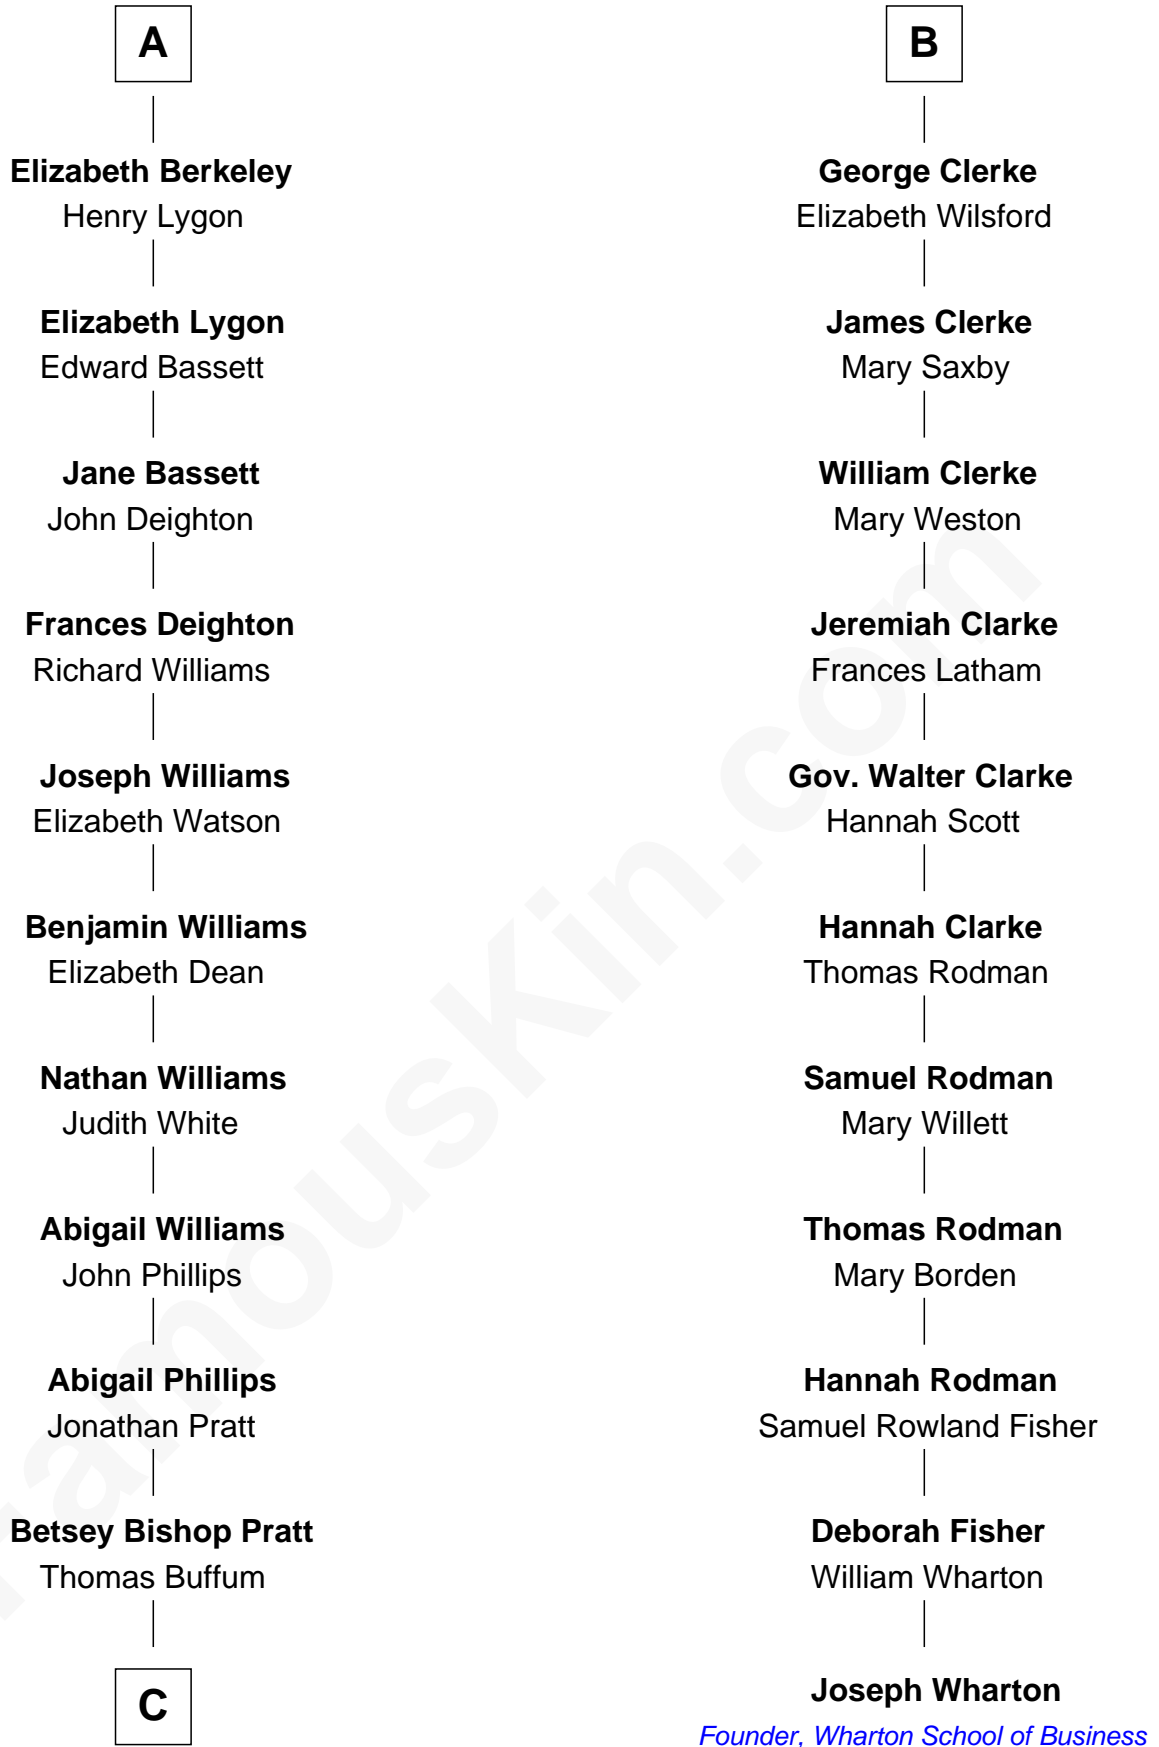 A
Elizabeth Berkeley
Henry Lygon
Elizabeth Lygon
Edward Bassett
Jane Bassett
John Deighton
Frances Deighton
Richard Williams
Joseph Williams
Elizabeth Watson
Benjamin Williams
Elizabeth Dean
Nathan Williams
Judith White
Abigail Williams
John Phillips
Abigail Phillips
Jonathan Pratt
Betsey Bishop Pratt
Thomas Buffum
C
B
George Clerke
Elizabeth Wilsford
James Clerke
Mary Saxby
William Clerke
Mary Weston
Jeremiah Clarke
Frances Latham
Gov. Walter Clarke
Hannah Scott
Hannah Clarke
Thomas Rodman
Samuel Rodman
Mary Willett
Thomas Rodman
Mary Borden
Hannah Rodman
Samuel Rowland Fisher
Deborah Fisher
William Wharton
Joseph Wharton
Founder, Wharton School of Business
FamousKin.com